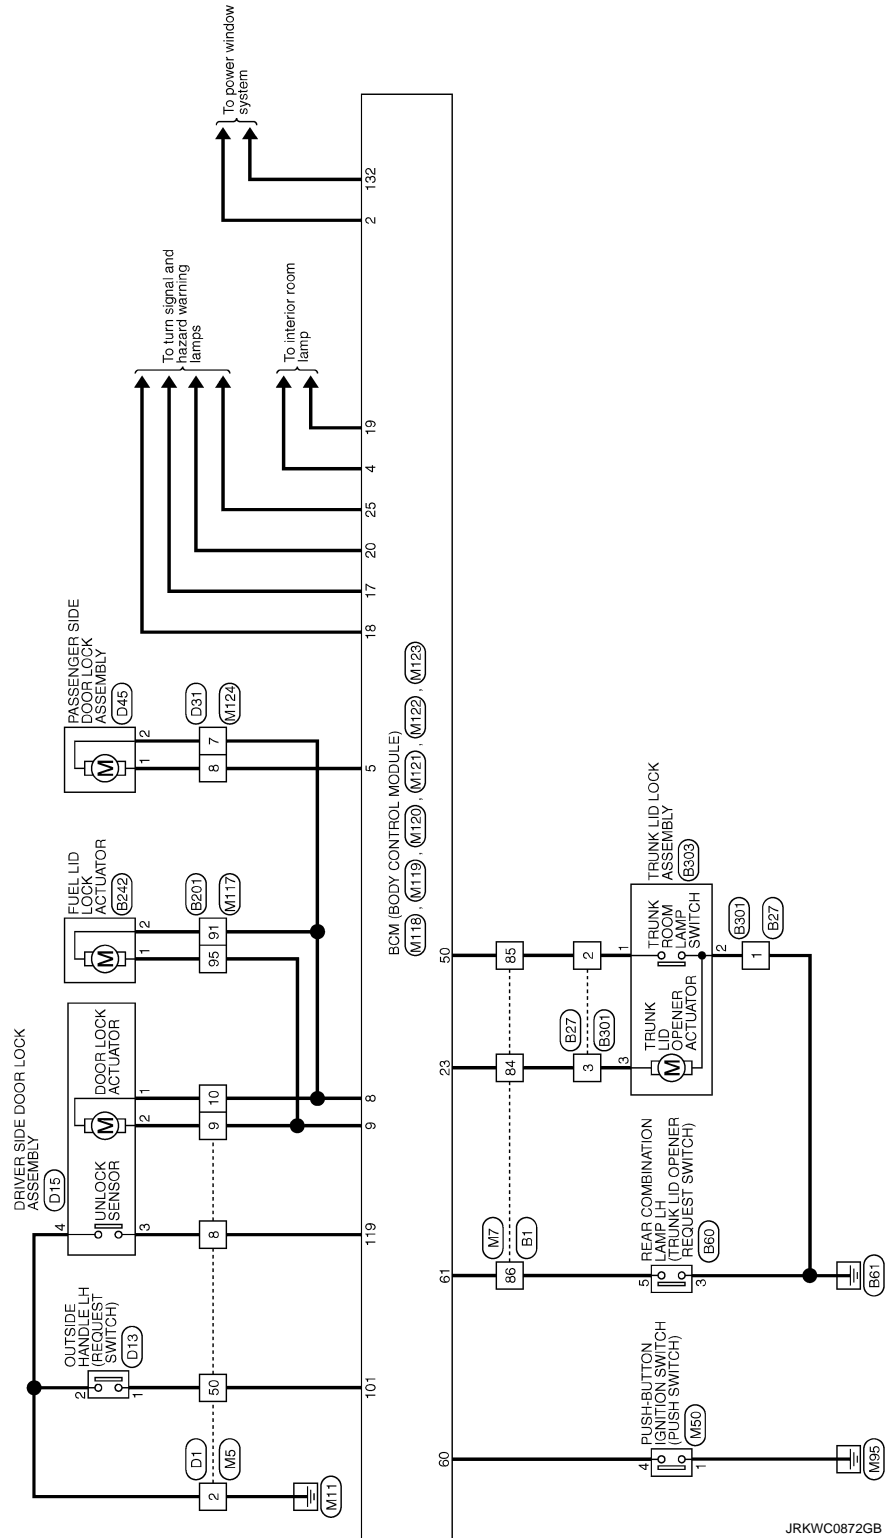 To power window
system
132
2
To turn signal and
hazard warning
lamps
To interior room
lamp
19
4
25
20
17
18
PASSENGER SIDE
DOOR LOCK
ASSEMBLY
D45
M
2
1
D31
M124
7
8
5
FUEL LID
LOCK
ACTUATOR
B242
M
2
1
B201
M117
91
95
DRIVER SIDE DOOR LOCK
ASSEMBLY
D15
DOOR LOCK
ACTUATOR
M
UNLOCK
SENSOR
1
2
4
3
10
9
8
8
9
119
OUTSIDE
HANDLE LH
(REQUEST
SWITCH)
D13
2
1
50
101
D1
M5
2
M11
BCM (BODY CONTROL MODULE)
M118 , M119 , M120 , M121 , M122 , M123
50
23
61
60
85
84
86
M7
B1
2
3
B27
B301
TRUNK LID LOCK
ASSEMBLY
B303
1
TRUNK
ROOM
LAMP
SWITCH
2
3
TRUNK
LID
OPENER
ACTUATOR
M
B301
B27
1
REAR COMBINATION
LAMP LH
(TRUNK LID OPENER
REQUEST SWITCH)
B60
5
3
B61
PUSH-BUTTON
IGNITION SWITCH
(PUSH SWITCH)
M50
4
1
M95
JRKWC0872GB